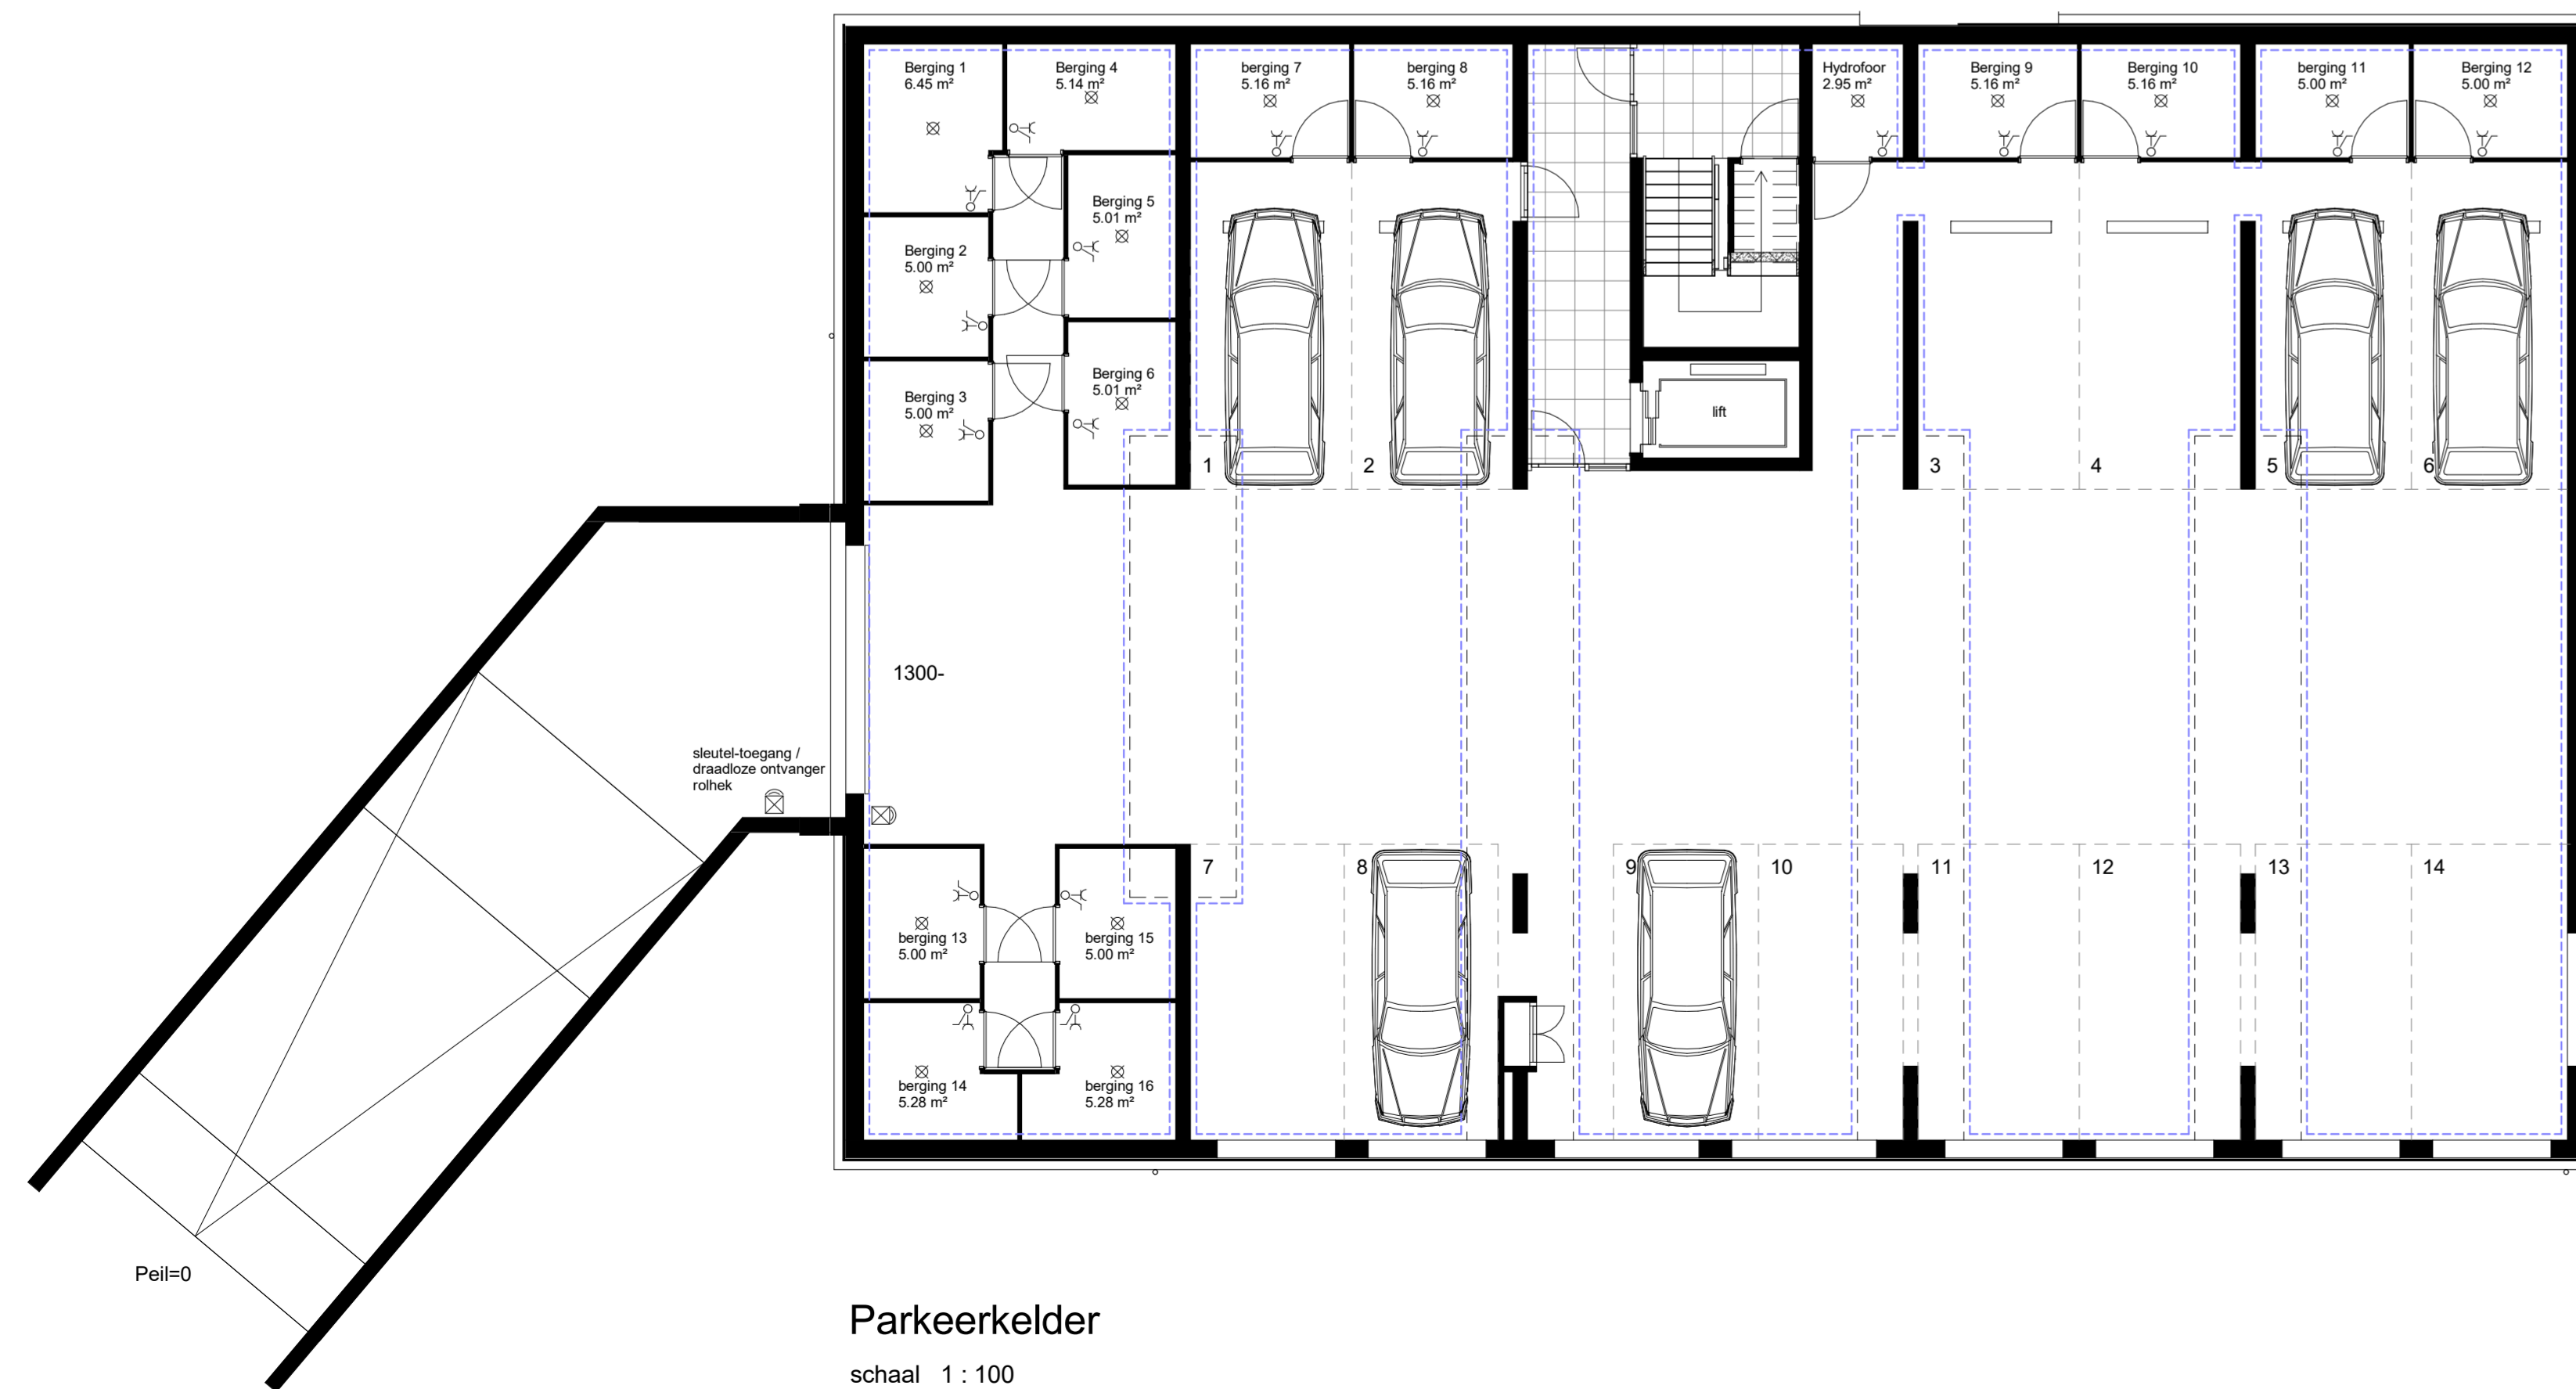 Berging 1
6.45 m²
Berging 4
5.14 m²
berging 7
5.16 m²
berging 8
5.16 m²
Hydrofoor
2.95 m²
Berging 9
5.16 m²
Berging 10
5.16 m²
berging 11
5.00 m²
Berging 12
5.00 m²
Berging 5
5.01 m²
Berging 2
5.00 m²
Berging 6
5.01 m²
Berging 3
5.00 m²
lift
1
2
3
4
5
6
1300-
sleutel-toegang /
draadloze ontvanger
rolhek
7
8
9
10
11
12
13
14
berging 13
5.00 m²
berging 15
5.00 m²
berging 14
5.28 m²
berging 16
5.28 m²
Peil=0
Parkeerkelder
schaal 1 : 100